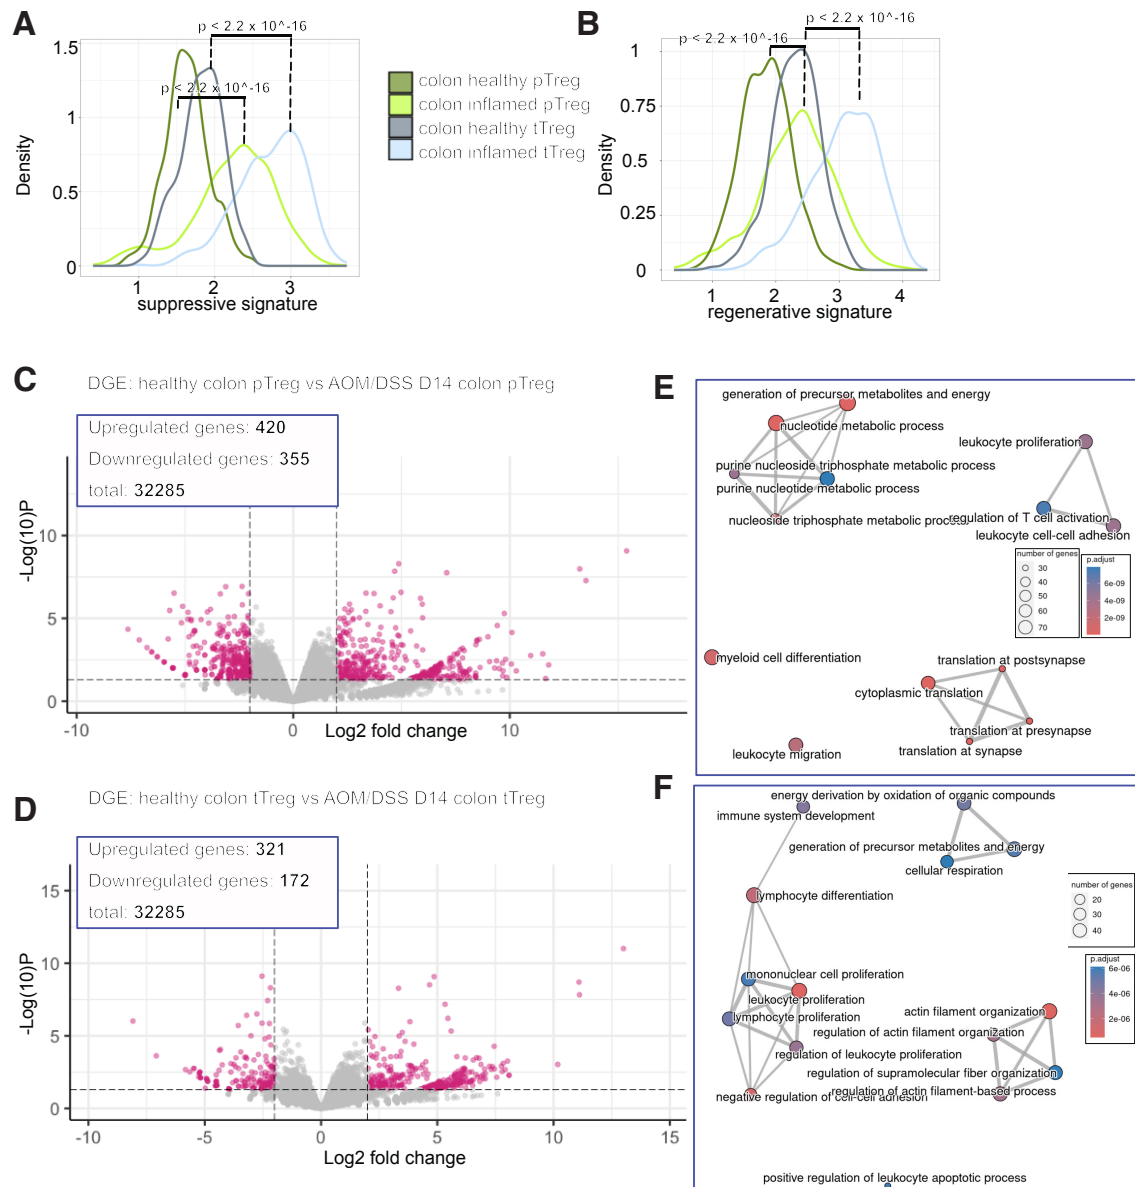 A
p < 2.2 x 10^-16
p < 2.2 x 10^-16
1.5
1
0.5
0
Density
1
2
3
suppressive signature
colon healthy pTreg
colon inflamed pTreg
colon healthy tTreg
colon inflamed tTreg
B
p < 2.2 x 10^-16
p < 2.2 x 10^-16
1
0.75
0.5
0.25
0
Density
1
2
3
4
regenerative signature
C
DGE: healthy colon pTreg vs AOM/DSS D14 colon pTreg
Upregulated genes: 420
Downregulated genes: 355
total: 32285
-Log(10)P
10
5
0
-10
0
10
Log2 fold change
D
DGE: healthy colon tTreg vs AOM/DSS D14 colon tTreg
Upregulated genes: 321
Downregulated genes: 172
total: 32285
-Log(10)P
15
10
5
0
-10
-5
0
5
10
15
Log2 fold change
E
generation of precursor metabolites and energy
nucleotide metabolic process
leukocyte proliferation
purine nucleoside triphosphate metabolic process
purine nucleotide metabolic process
nucleoside triphosphate metabolic process
regulation of T cell activation
leukocyte cell-cell adhesion
number of genes
30
40
50
60
70
p.adjust
6e-09
4e-09
2e-09
myeloid cell differentiation
translation at postsynapse
cytoplasmic translation
translation at presynapse
translation at synapse
leukocyte migration
F
energy derivation by oxidation of organic compounds
immune system development
generation of precursor metabolites and energy
cellular respiration
lymphocyte differentiation
number of genes
20
30
40
p.adjust
6e-06
4e-06
2e-06
mononuclear cell proliferation
leukocyte proliferation
lymphocyte proliferation
actin filament organization
regulation of actin filament organization
regulation of leukocyte proliferation
regulation of supramolecular fiber organization
regulation of actin filament-based process
negative regulation of cell-cell adhesion
positive regulation of leukocyte apoptotic process